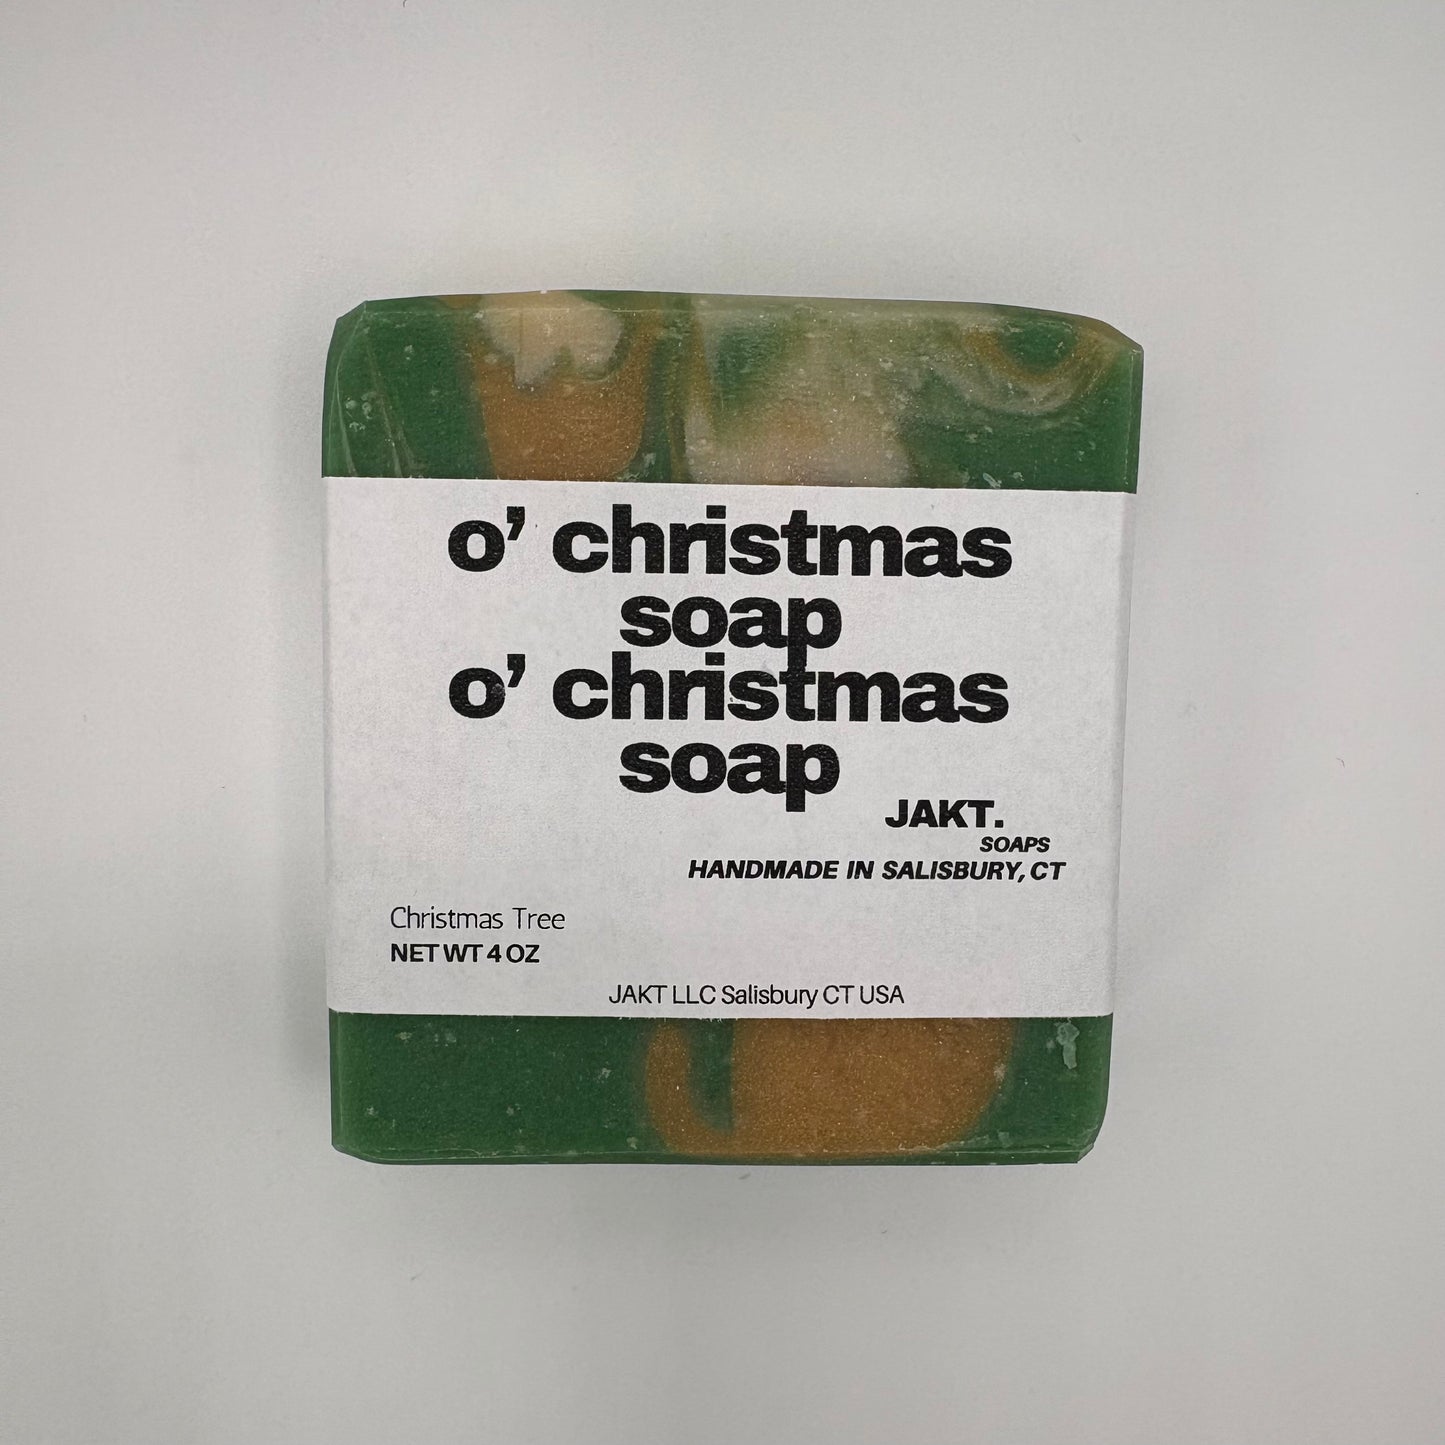 o’ christmas
soap
o’ christmas
soap
JAKT.
SOAPS
HANDMADE IN SALISBURY, CT
Christmas Tree
NET WT 4 OZ
JAKT LLC Salisbury CT USA